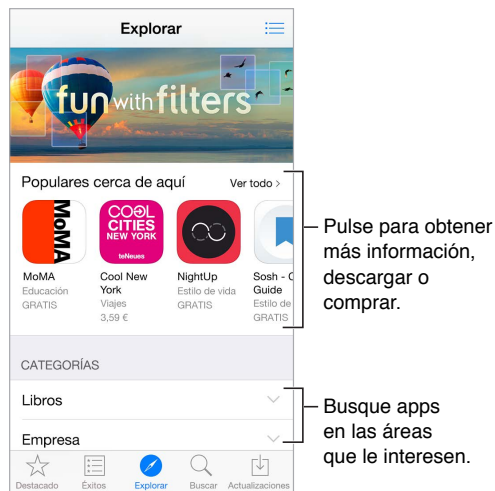 Explorar
fun with filters
Populares cerca de aquí
Ver todo >
MoMA
COOL
CITIES
NEW YORK
teNeues
MoMA
Educación
GRATIS
Cool New
York
Viajes
3,59 €
NightUp
Estilo de vida
GRATIS
Sosh - C
Guide
Estilo de
GRATIS
Pulse para obtener
más información,
descargar o
comprar.
CATEGORÍAS
Libros
Empresa
Busque apps
en las áreas
que le interesen.
Destacado
Éxitos
Explorar
Buscar
Actualizaciones